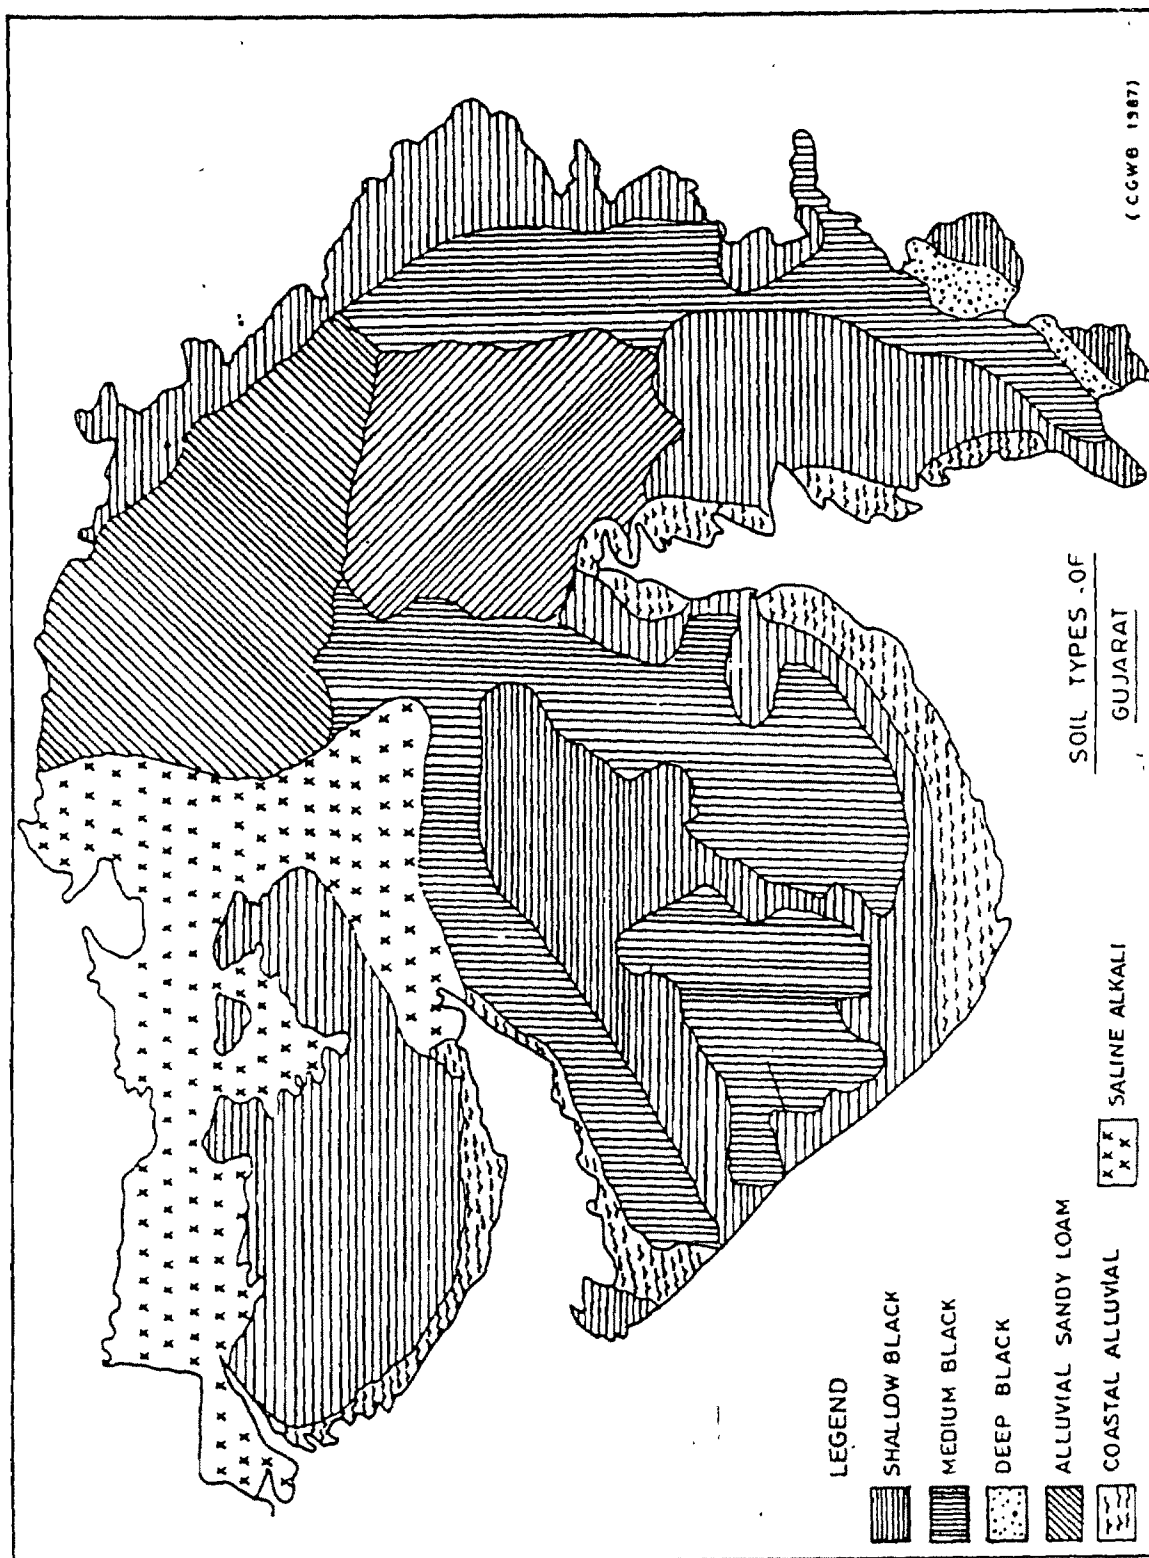 (CGWB 1987)
SOIL TYPES OF
GUJARAT
LEGEND
SHALLOW BLACK
MEDIUM BLACK
DEEP BLACK
ALLUVIAL SANDY LOAM
COASTAL ALLUVIAL
SALINE ALKALI